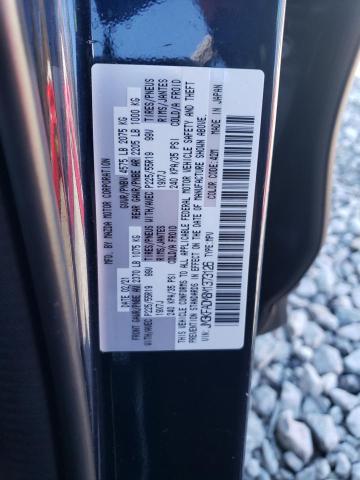 MFD. BY MAZDA MOTOR CORPORATION
DATE: 02/21 GVWR/PNBV 4575 LB 2075 KG
FRONT GAWR/PNBE AV 2370 LB 1075 KG REAR GAWR/PNBE AR 2205 LB 1000 KG
WITH/AVEC P225/55R19 99V TIRES/PNEUS WITH/AVEC P225/55R19 99V TIRES/PNEUS
19X7J RIMS/JANTES 19X7J RIMS/JANTES
240 KPA/35 PSI COLD/A FROID 240 KPA/35 PSI COLD/A FROID
THIS VEHICLE CONFORMS TO ALL APPLICABLE FEDERAL MOTOR VEHICLE SAFETY AND THEFT
PREVENTION STANDARDS IN EFFECT ON THE DATE OF MANUFACTURE SHOWN ABOVE.
VIN: TYPE: MPV COLOR CODE: 42M MADE IN JAPAN